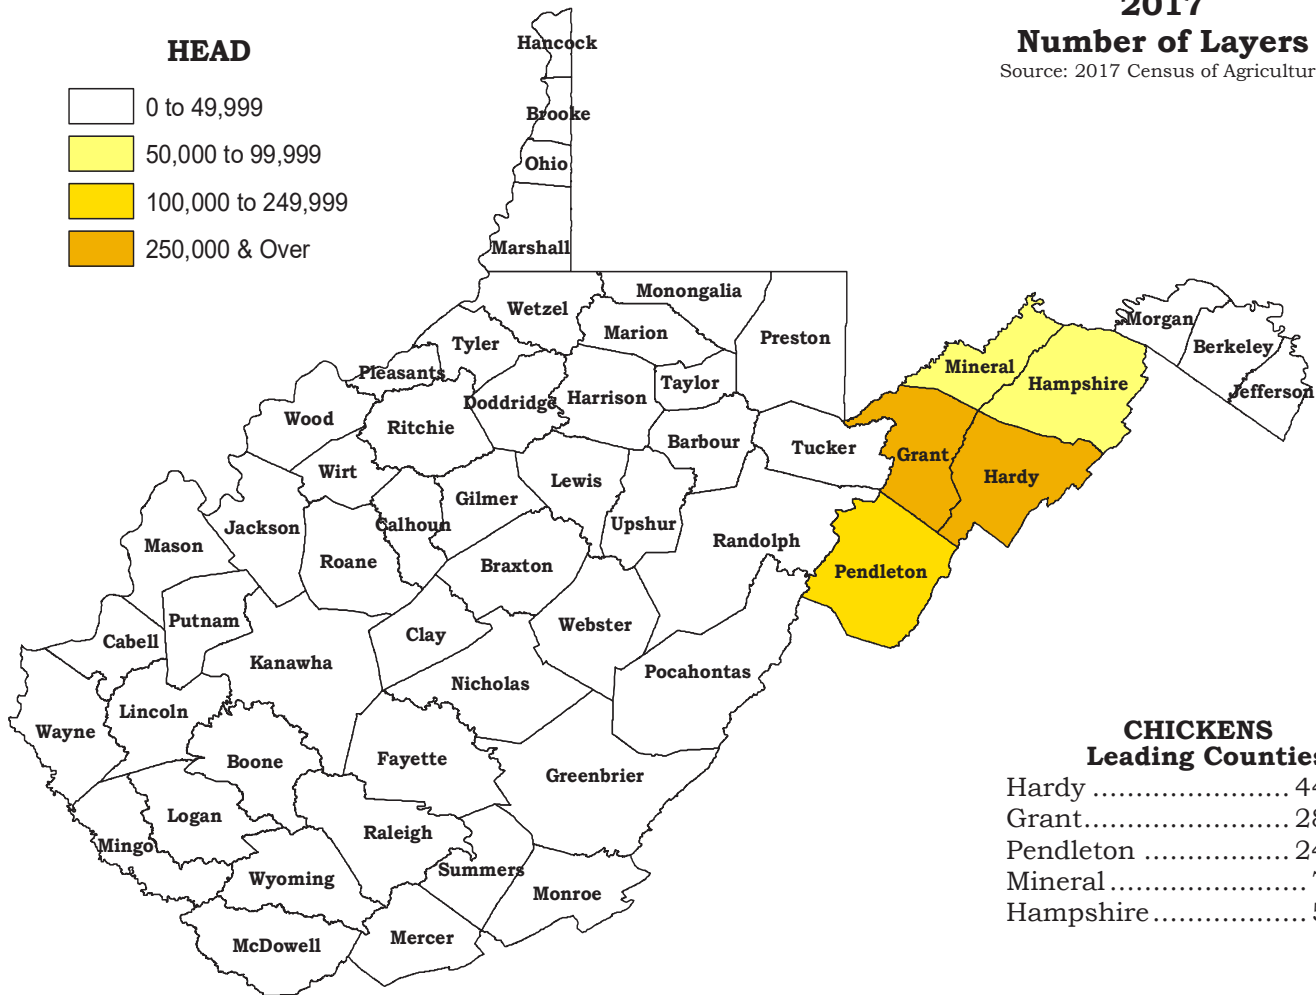 2017
Number of Layers
HEAD
0 to 49,999
50,000 to 99,999
100,000 to 249,999
250,000 & Over
Source: 2017 Census of
Hancock
Brooke
Ohio
Marshall
Wetzel
Monongalia
Marion
Preston
Tyler
Pleasants
Doddridge
Harrison
Taylor
Wood
Ritchie
Barbour
Tucker
Mineral
Hampshire
Morgan
Berkeley
Jefferson
Grant
Hardy
Wirt
Lewis
Gilmer
Calhoun
Jackson
Upshur
Mason
Roane
Braxton
Randolph
Pendleton
Putnam
Cabell
Clay
Webster
Kanawha
Nicholas
Pocahontas
Lincoln
Wayne
Boone
Fayette
Greenbrier
Logan
Raleigh
Mingo
Wyoming
Summers
Monroe
McDowell
Mercer
CHICKENS
Leading Counties
Hardy ........................ 44
Grant......................... 28
Pendleton .................. 24
Mineral ........................
Hampshire...................